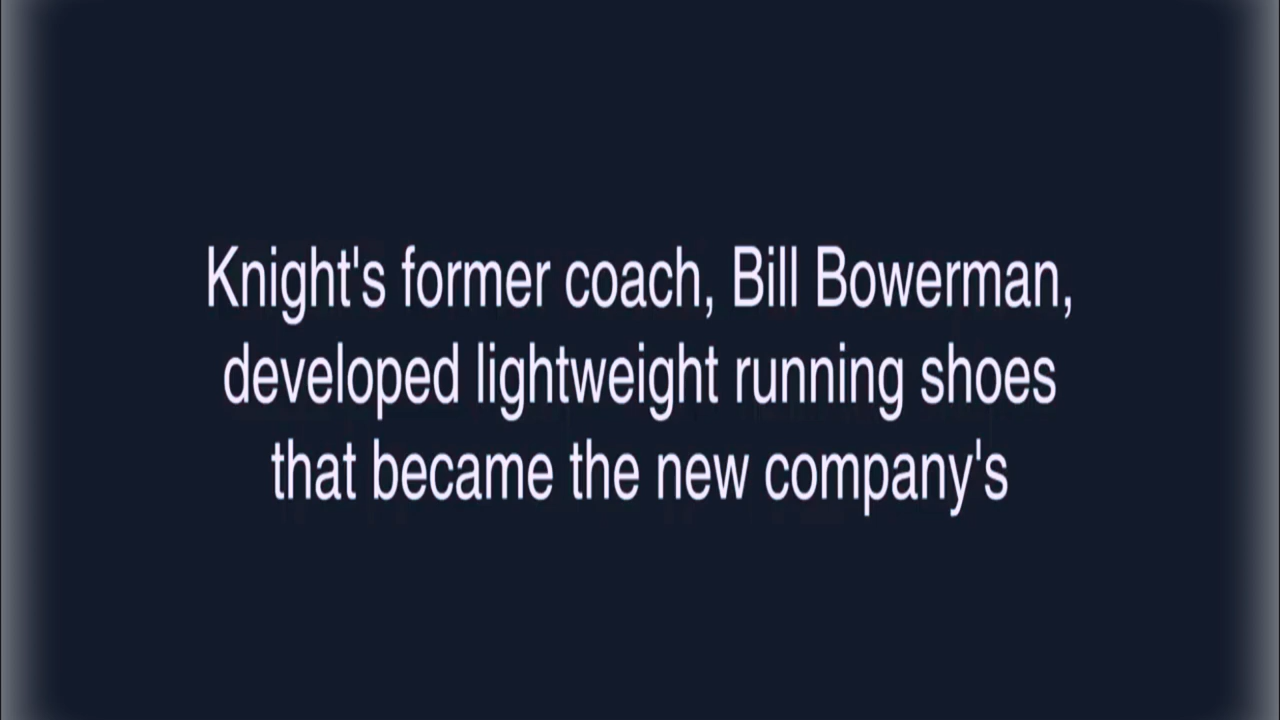 Knight's former coach, Bill Bowerman,
developed lightweight running shoes
that became the new company's